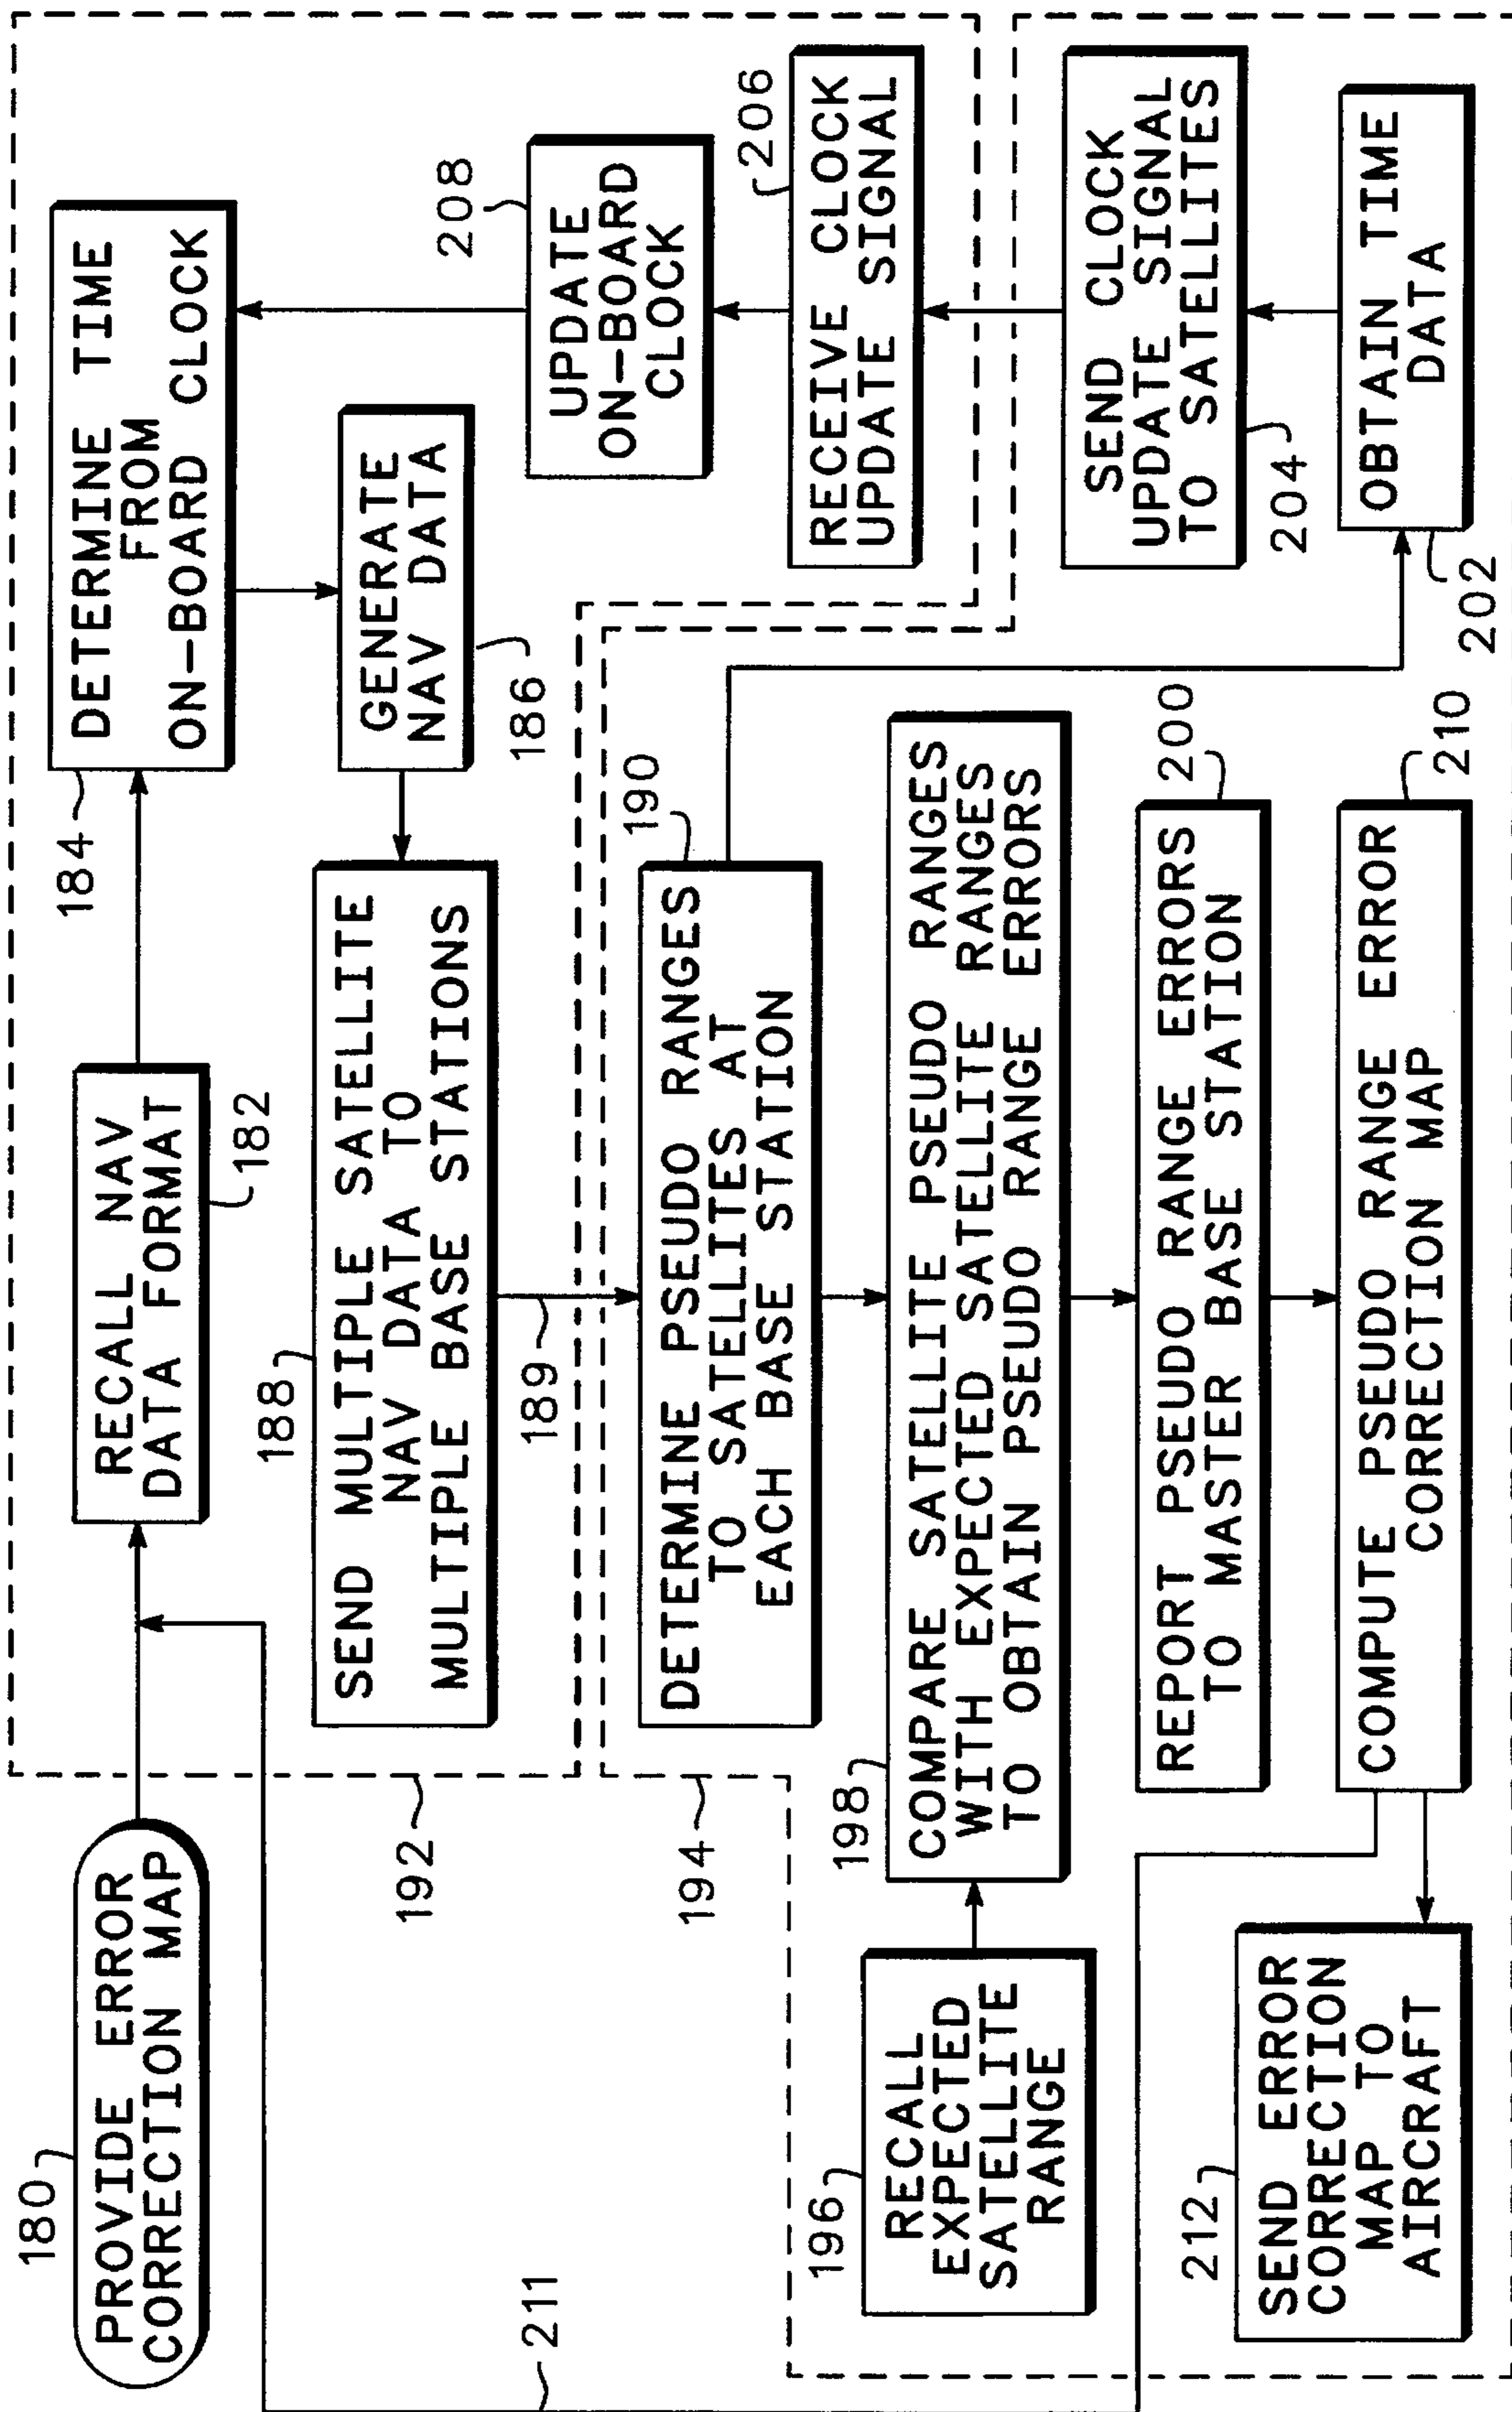 180
PROVIDE ERROR
CORRECTION MAP
RECALL NAV
DATA FORMAT
182
184
DETERMINE TIME
FROM
ON-BOARD CLOCK
188
SEND MULTIPLE SATELLITE
NAV DATA TO
MULTIPLE BASE STATIONS
GENERATE
NAV DATA
186
208
UPDATE
ON-BOARD
CLOCK
192
189
211
194
DETERMINE PSEUDO RANGES
TO SATELLITES AT
EACH BASE STATION
190
206
RECEIVE CLOCK
UPDATE SIGNAL
196
RECALL
EXPECTED
SATELLITE
RANGE
198
COMPARE SATELLITE PSEUDO RANGES
WITH EXPECTED SATELLITE RANGES
TO OBTAIN PSEUDO RANGE ERRORS
SEND CLOCK
UPDATE SIGNAL
TO SATELLITES
204
REPORT PSEUDO RANGE ERRORS
TO MASTER BASE STATION
200
212
SEND ERROR
CORRECTION
MAP TO
AIRCRAFT
COMPUTE PSEUDO RANGE ERROR
CORRECTION MAP
210
OBTAIN TIME
DATA
202